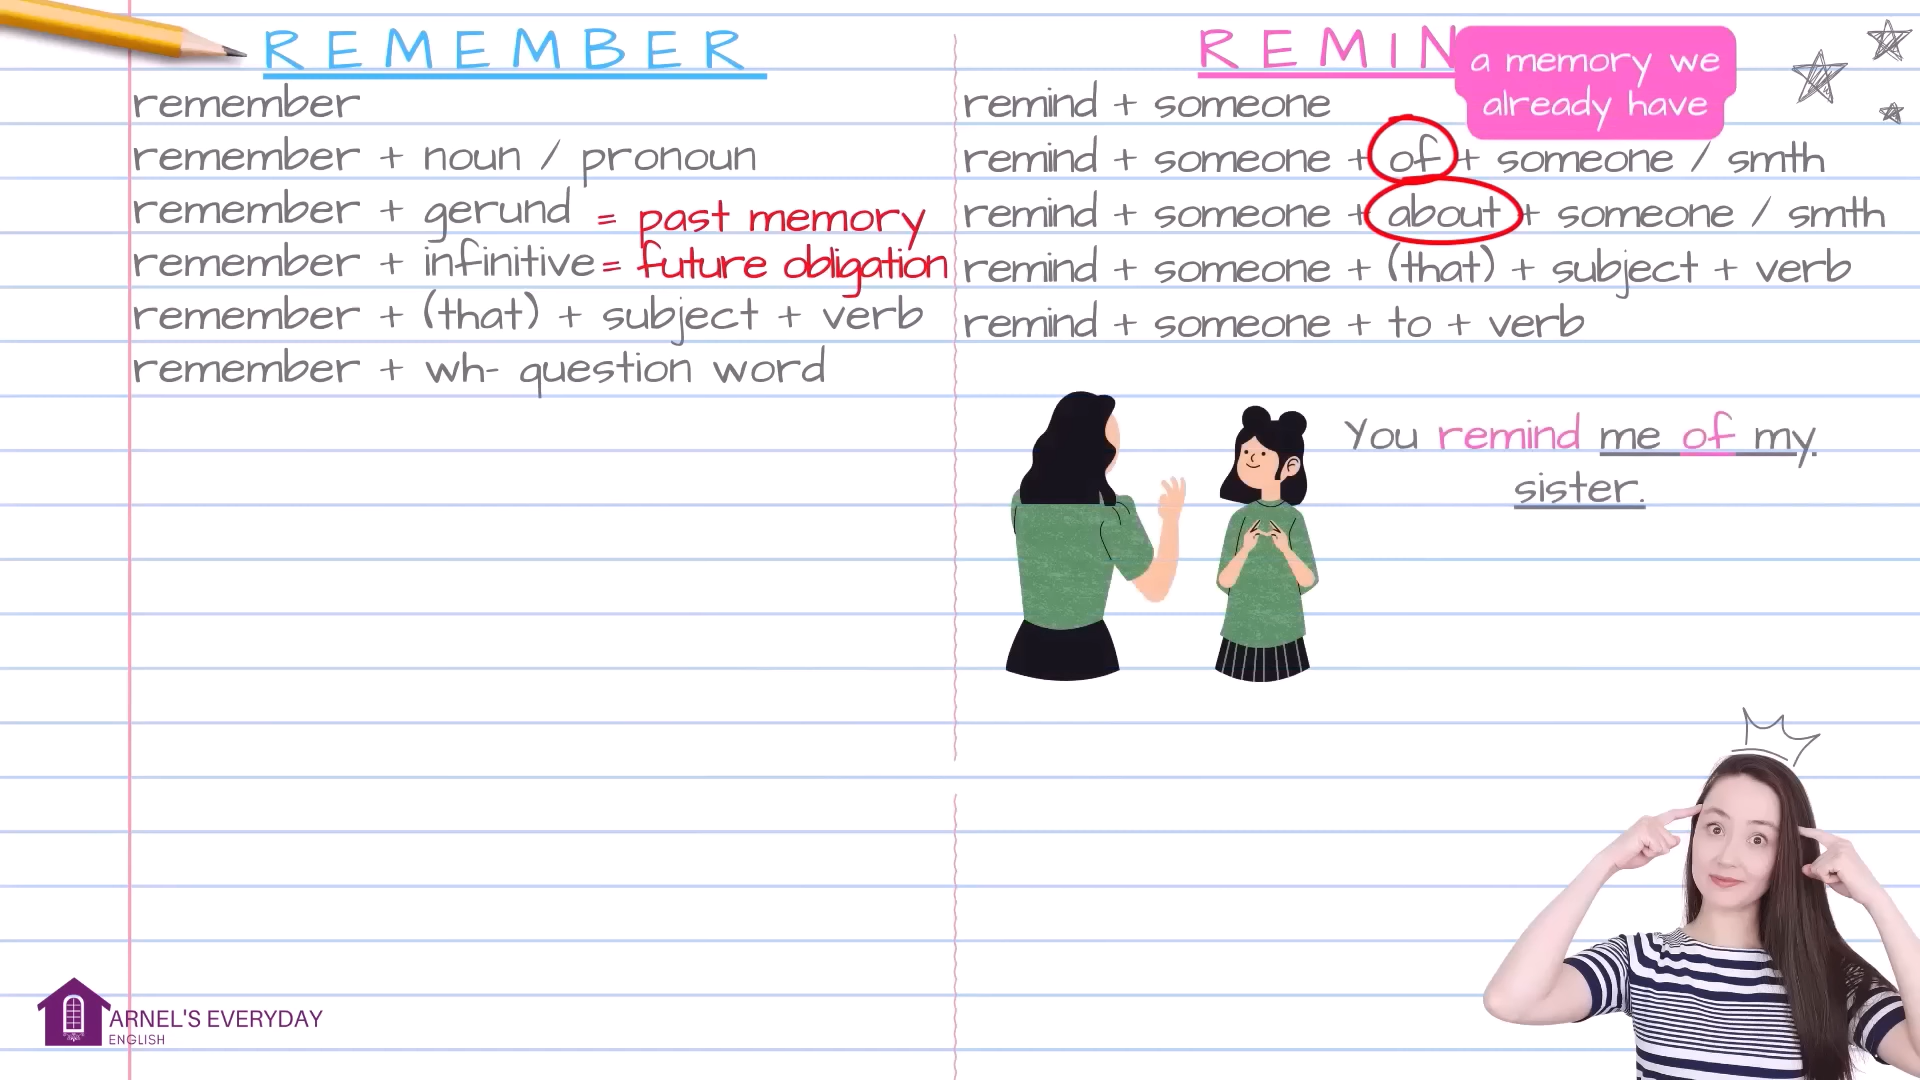 REMEMBER
remember
remember + noun / pronoun
remember + gerund = past memory
remember + infinitive = future obligation
remember + (that) + subject + verb
remember + wh- question word
REMIN
a memory we
already have
remind + someone
remind + someone + of + someone / smth
remind + someone + about + someone / smth
remind + someone + (that) + subject + verb
remind + someone + to + verb
You remind me of my
sister.
ARNEL'S EVERYDAY
ENGLISH